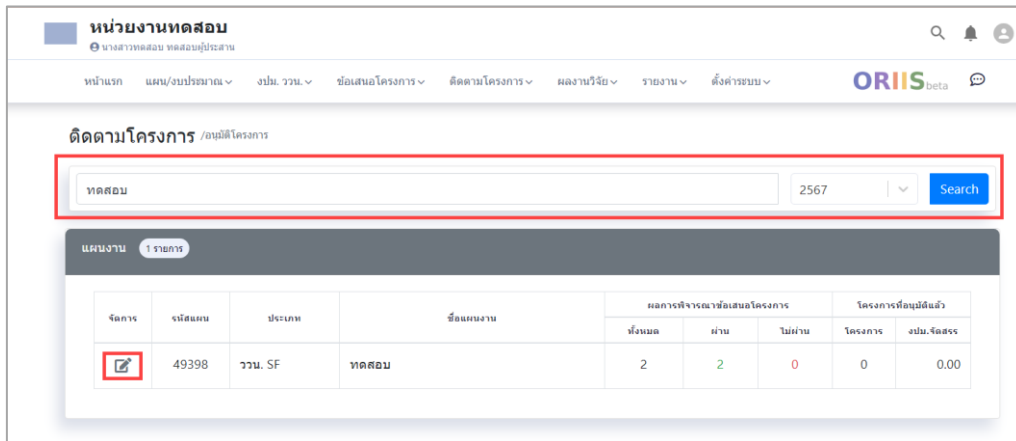 หน่วยงานทดสอบ
นางสาวทดสอบ ทดสอบผู้ประสาน
หน้าแรก แผน/งบประมาณ งปม. ววน. ข้อเสนอโครงการ ติดตามโครงการ ผลงานวิจัย รายงาน ตั้งค่าระบบ ORIIS beta
ติดตามโครงการ /อนุมัติโครงการ
ทดสอบ 2567 Search
แผนงาน 1 รายการ
จัดการ รหัสแผน ประเภท ชื่อแผนงาน ผลการพิจารณาข้อเสนอโครงการ โครงการที่อนุมัติแล้ว
ทั้งหมด ผ่าน ไม่ผ่าน โครงการ งปม.จัดสรร
49398 ววน. SF ทดสอบ 2 2 0 0 0.00